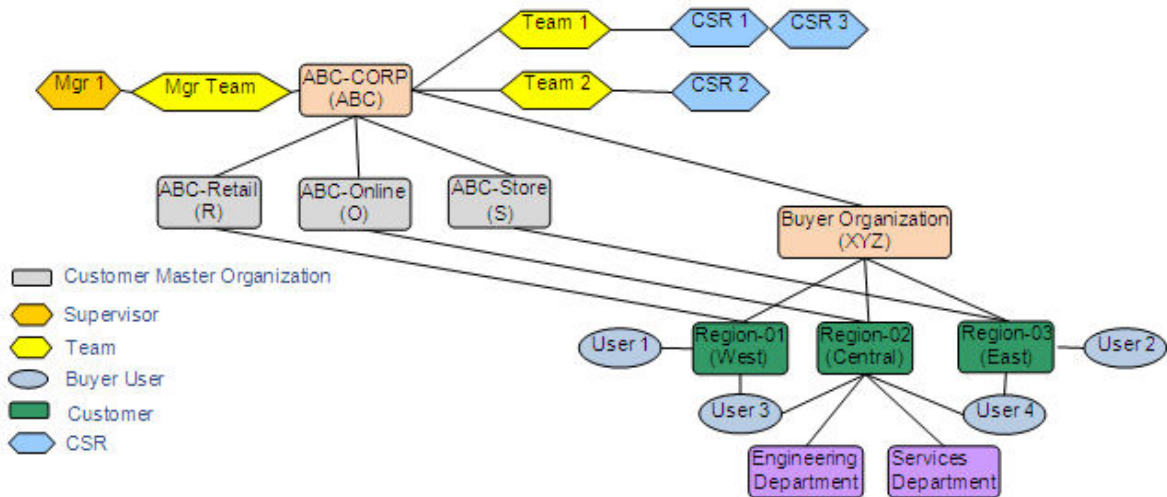 Team 1
CSR 1
CSR 3
Mgr 1
Mgr Team
ABC-CORP
(ABC)
Team 2
CSR 2
ABC-Retail
(R)
ABC-Online
(O)
ABC-Store
(S)
Buyer Organization
(XYZ)
Customer Master Organization
Supervisor
Team
Buyer User
Customer
CSR
User 1
Region-01
(West)
Region-02
(Central)
Region-03
(East)
User 2
User 3
User 4
Engineering
Department
Services
Department